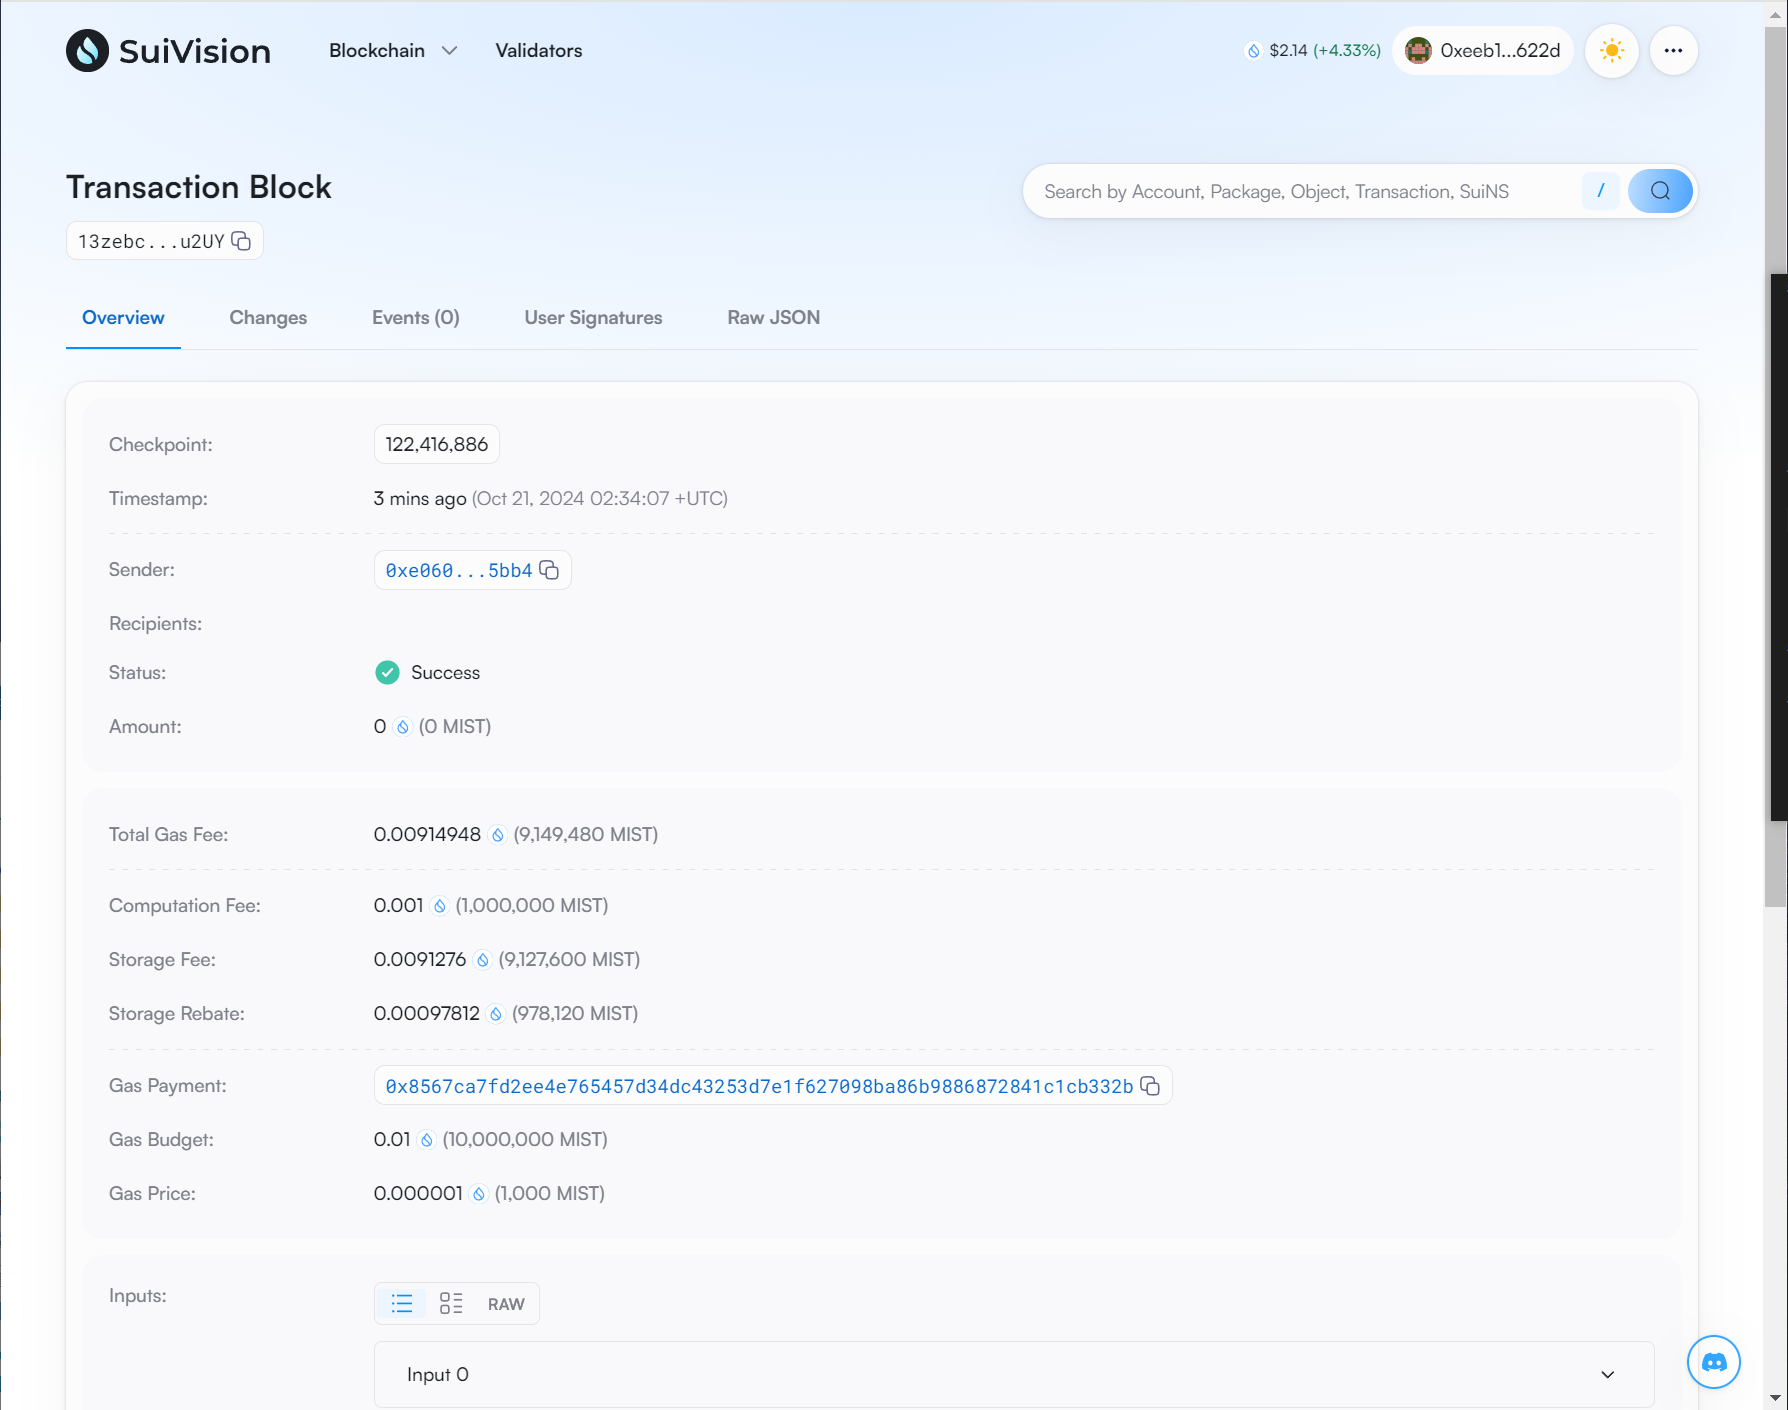 SuiVision
Blockchain
Validators
$2.14 (+4.33%)
0xeeb1...622d
Transaction Block
Search by Account, Package, Object, Transaction, SuiNS
/
13zebc...u2UY
Overview
Changes
Events (0)
User Signatures
Raw JSON
Checkpoint: 122,416,886
Timestamp: 3 mins ago (Oct 21, 2024 02:34:07 +UTC)
Sender: 0xe060...5bb4
Recipients:
Status: Success
Amount: 0 (0 MIST)
Total Gas Fee: 0.00914948 (9,149,480 MIST)
Computation Fee: 0.001 (1,000,000 MIST)
Storage Fee: 0.0091276 (9,127,600 MIST)
Storage Rebate: 0.00097812 (978,120 MIST)
Gas Payment: 0x8567ca7fd2ee4e765457d34dc43253d7e1f627098ba86b9886872841c1cb332b
Gas Budget: 0.01 (10,000,000 MIST)
Gas Price: 0.000001 (1,000 MIST)
Inputs: RAW
Input 0